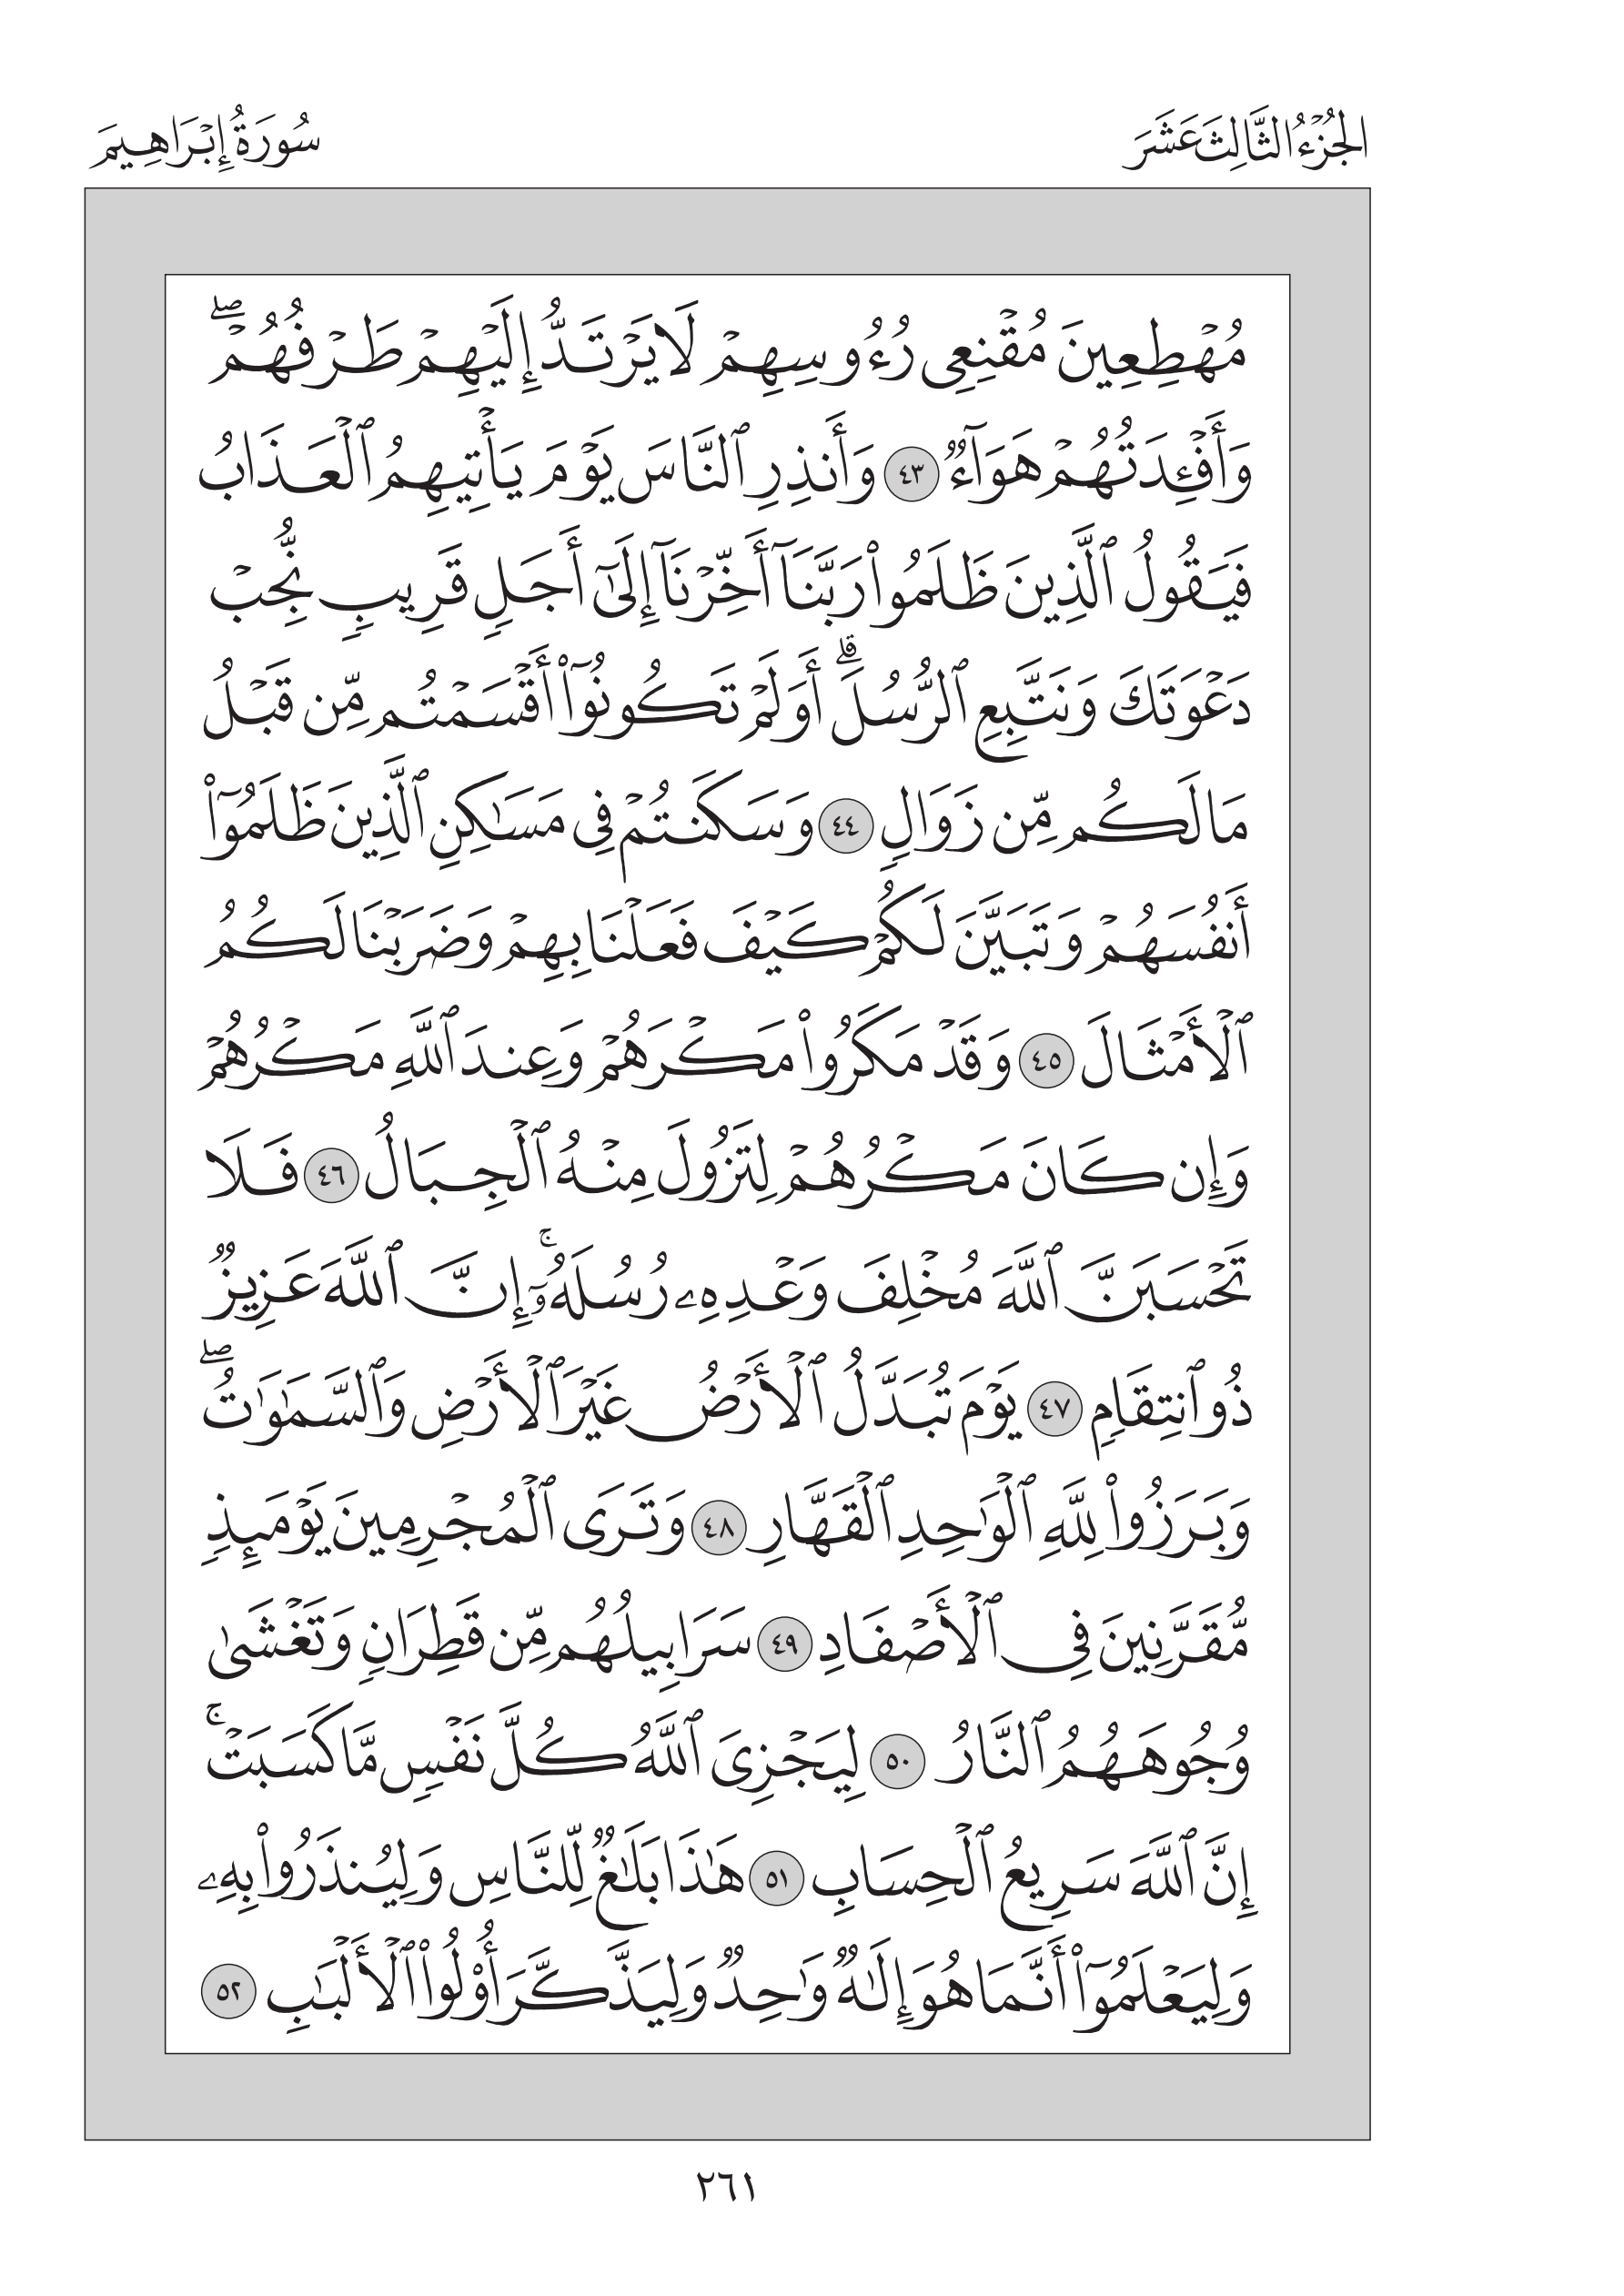 الجُزْءُ الثَّالِثَ عَشَرَ
سُورَةُ إِبْرَاهِيمَ
مُهۡطِعِينَ مُقۡنِعِي رُءُوسِهِمۡ لَا يَرۡتَدُّ إِلَيۡهِمۡ طَرۡفُهُمۡۖ
وَأَفۡـِٔدَتُهُمۡ هَوَآءٞ ٤٣ وَأَنذِرِ ٱلنَّاسَ يَوۡمَ يَأۡتِيهِمُ ٱلۡعَذَابُ
فَيَقُولُ ٱلَّذِينَ ظَلَمُواْ رَبَّنَآ أَخِّرۡنَآ إِلَىٰٓ أَجَلٖ قَرِيبٖ نُّجِبۡ
دَعۡوَتَكَ وَنَتَّبِعِ ٱلرُّسُلَۗ أَوَلَمۡ تَكُونُوٓاْ أَقۡسَمۡتُم مِّن قَبۡلُ
مَا لَكُم مِّن زَوَالٖ ٤٤ وَسَكَنتُمۡ فِي مَسَٰكِنِ ٱلَّذِينَ ظَلَمُوٓاْ
أَنفُسَهُمۡ وَتَبَيَّنَ لَكُمۡ كَيۡفَ فَعَلۡنَا بِهِمۡ وَضَرَبۡنَا لَكُمُ
ٱلۡأَمۡثَالَ ٤٥ وَقَدۡ مَكَرُواْ مَكۡرَهُمۡ وَعِندَ ٱللَّهِ مَكۡرُهُمۡ
وَإِن كَانَ مَكۡرُهُمۡ لِتَزُولَ مِنۡهُ ٱلۡجِبَالُ ٤٦ فَلَا
تَحۡسَبَنَّ ٱللَّهَ مُخۡلِفَ وَعۡدِهِۦ رُسُلَهُۥٓۚ إِنَّ ٱللَّهَ عَزِيزٞ
ذُو ٱنتِقَامٖ ٤٧ يَوۡمَ تُبَدَّلُ ٱلۡأَرۡضُ غَيۡرَ ٱلۡأَرۡضِ وَٱلسَّمَٰوَٰتُۖ
وَبَرَزُواْ لِلَّهِ ٱلۡوَٰحِدِ ٱلۡقَهَّارِ ٤٨ وَتَرَى ٱلۡمُجۡرِمِينَ يَوۡمَئِذٖ
مُّقَرَّنِينَ فِي ٱلۡأَصۡفَادِ ٤٩ سَرَابِيلُهُم مِّن قَطِرَانٖ وَتَغۡشَىٰ
وُجُوهَهُمُ ٱلنَّارُ ٥٠ لِيَجۡزِيَ ٱللَّهُ كُلَّ نَفۡسٖ مَّا كَسَبَتۡۚ
إِنَّ ٱللَّهَ سَرِيعُ ٱلۡحِسَابِ ٥١ هَٰذَا بَلَٰغٞ لِّلنَّاسِ وَلِيُنذَرُواْ بِهِۦ
وَلِيَعۡلَمُوٓاْ أَنَّمَا هُوَ إِلَٰهٞ وَٰحِدٞ وَلِيَذَّكَّرَ أُوْلُواْ ٱلۡأَلۡبَٰبِ ٥٢
٢٦١